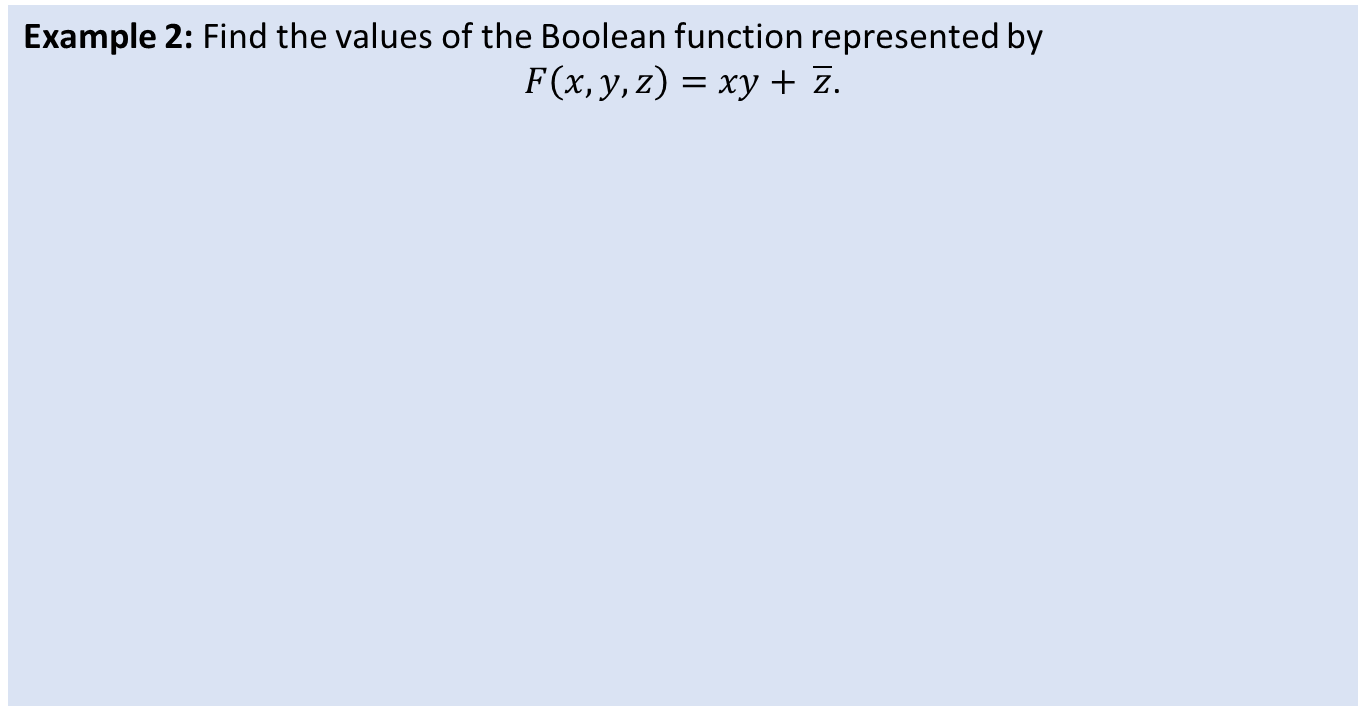 Example 2: Find the values of the Boolean function represented by
F(x, y, z) = xy + z̅.